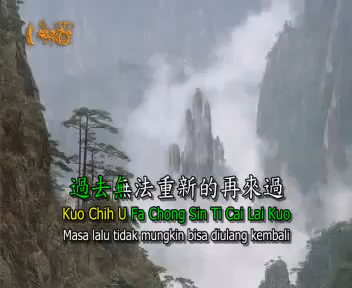 過去無法重新的再來過
Kuo Chih U Fa Chong Sin Ti Cai Lai Kuo
Masa lalu tidak mungkin bisa diulang kembali